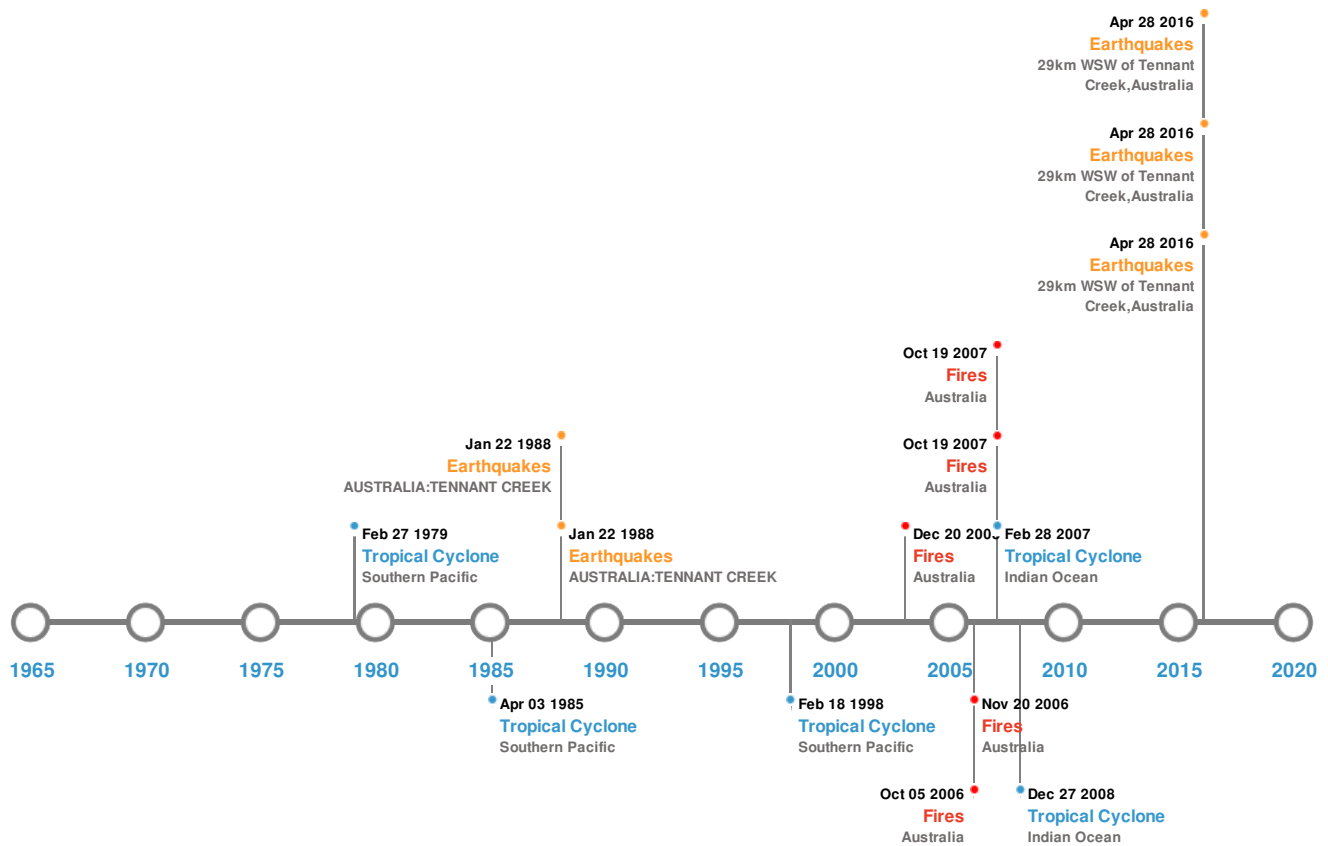 Apr 28 2016
Earthquakes
29km WSW of Tennant
Creek,Australia
Apr 28 2016
Earthquakes
29km WSW of Tennant
Creek,Australia
Apr 28 2016
Earthquakes
29km WSW of Tennant
Creek,Australia
Oct 19 2007
Fires
Australia
Jan 22 1988
Earthquakes
AUSTRALIA:TENNANT CREEK
Oct 19 2007
Fires
Australia
Feb 27 1979
Tropical Cyclone
Southern Pacific
Jan 22 1988
Earthquakes
AUSTRALIA:TENNANT CREEK
Dec 20 2003
Fires
Australia
Feb 28 2007
Tropical Cyclone
Indian Ocean
1965 1970 1975 1980 1985 1990 1995 2000 2005 2010 2015 2020
Apr 03 1985
Tropical Cyclone
Southern Pacific
Feb 18 1998
Tropical Cyclone
Southern Pacific
Nov 20 2006
Fires
Australia
Oct 05 2006
Fires
Australia
Dec 27 2008
Tropical Cyclone
Indian Ocean